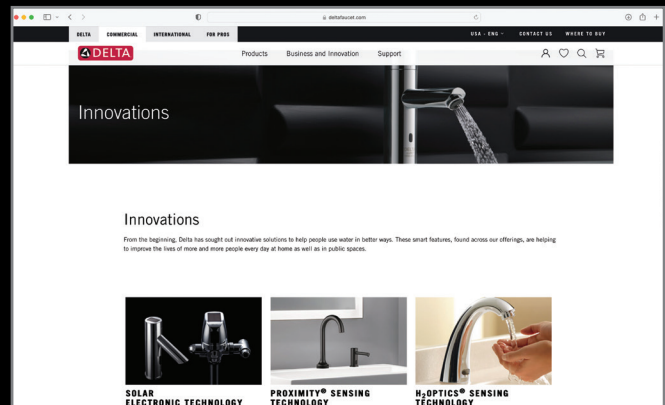 deltafaucet.com
DELTA COMMERCIAL INTERNATIONAL FOR PROS USA - ENG CONTACT US WHERE TO BUY
DELTA Products Business and Innovation Support
Innovations
Innovations
From the beginning, Delta has sought out innovative solutions to help people use water in better ways. These smart features, found across our offerings, are helping
to improve the lives of more and more people every day at home as well as in public spaces.
SOLAR
ELECTRONIC TECHNOLOGY
PROXIMITY® SENSING
TECHNOLOGY
H₂OPTICS® SENSING
TECHNOLOGY